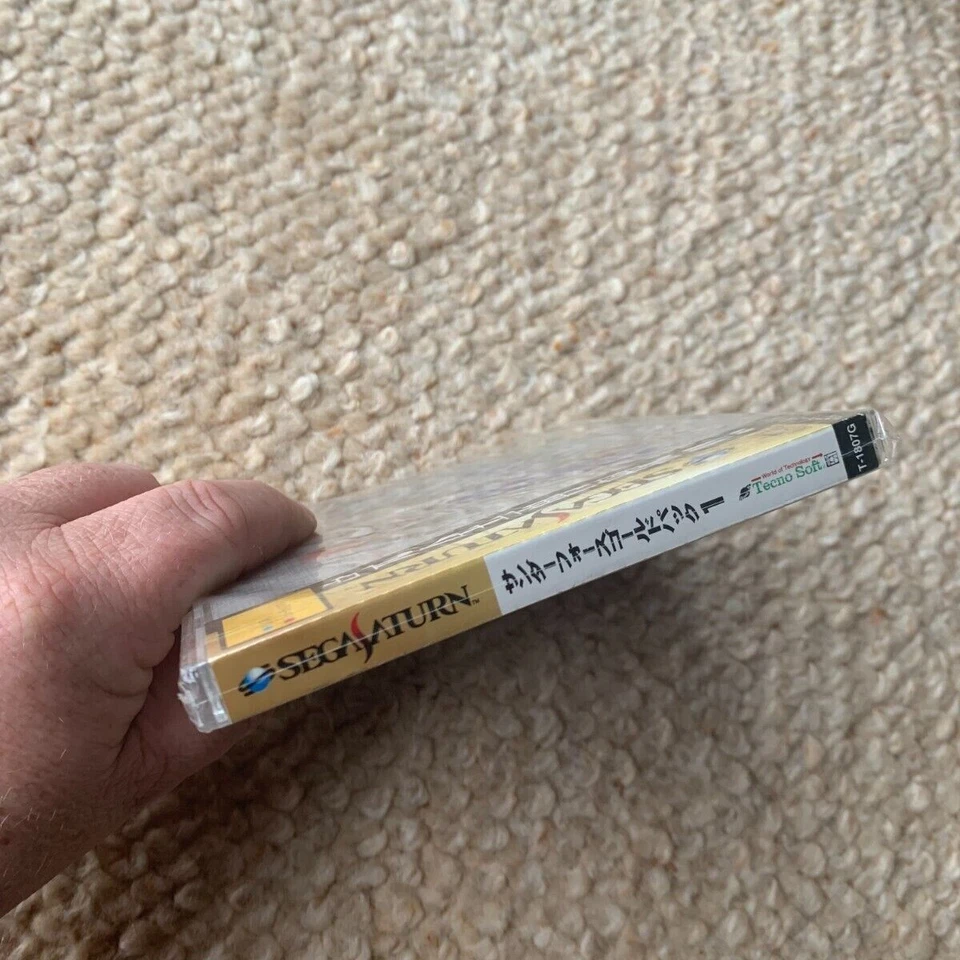 SEGA SATURN™
サンダーフォースゴールドパック1
World of Technology
Tecno Soft
T-1807G